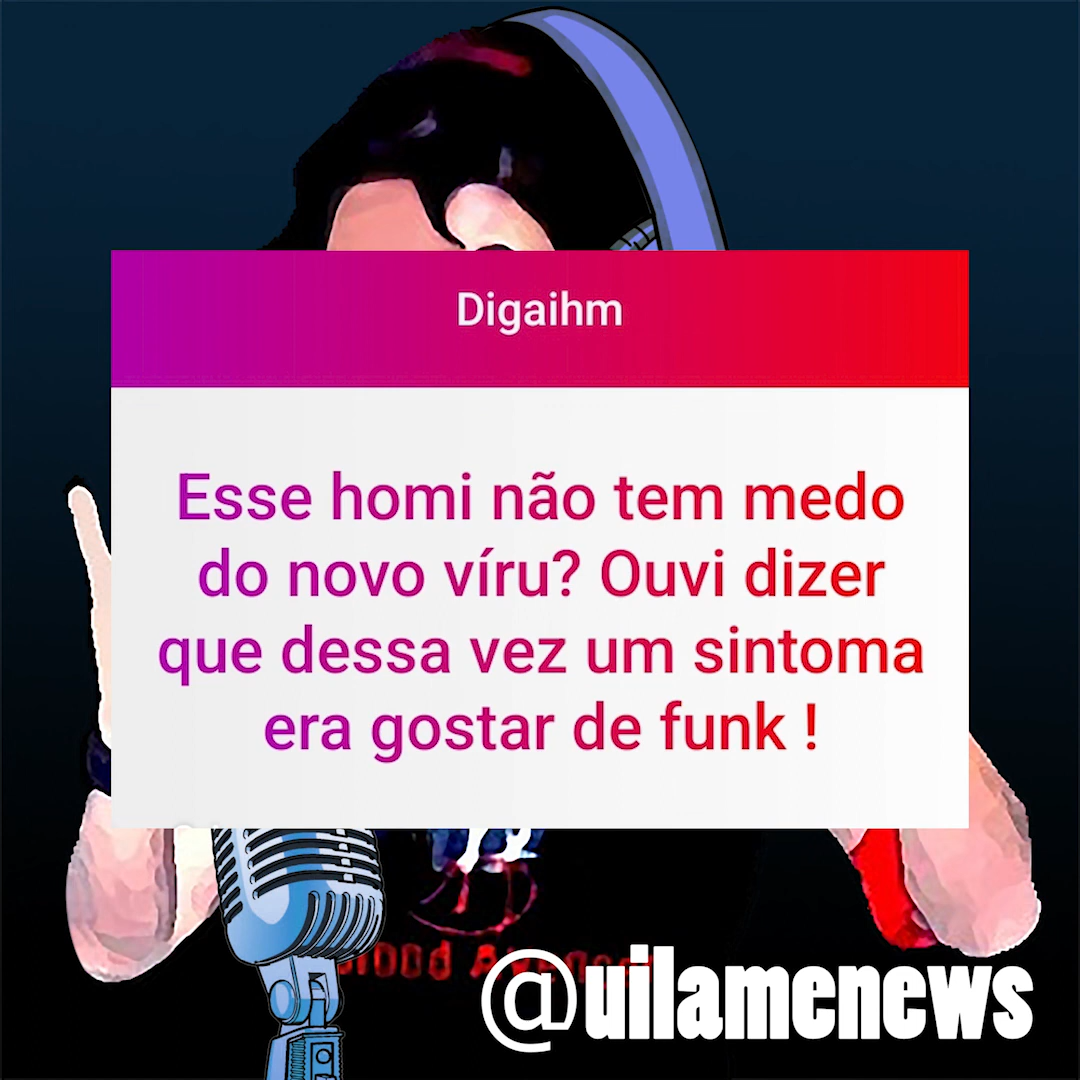 Digaihm
Esse homi não tem medo
do novo víru? Ouvi dizer
que dessa vez um sintoma
era gostar de funk !
@uilamenews